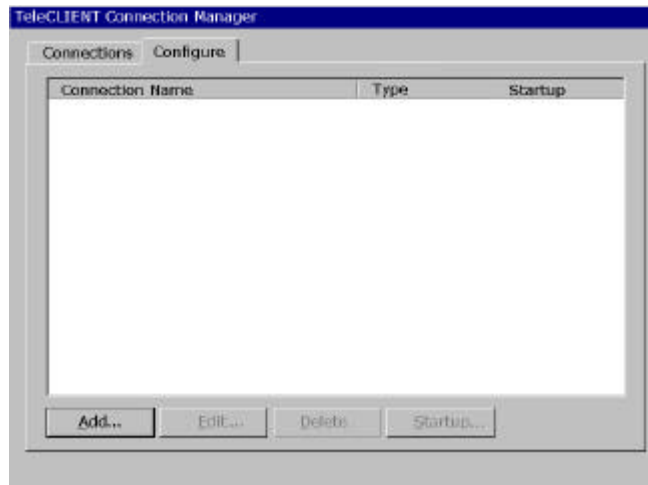 TeleCLIENT Connection Manager
Connections Configure
Connection Name Type Startup
Add... Edit... Delete Startup...